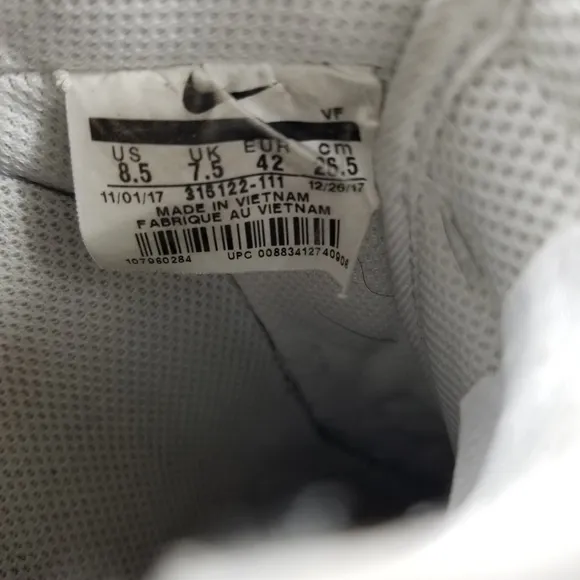 VF
US UK EUR cm
8.5 7.5 42 26.5
11/01/17 315122-111 12/26/17
MADE IN VIETNAM
FABRIQUE AU VIETNAM
107960284 UPC 00883412740906